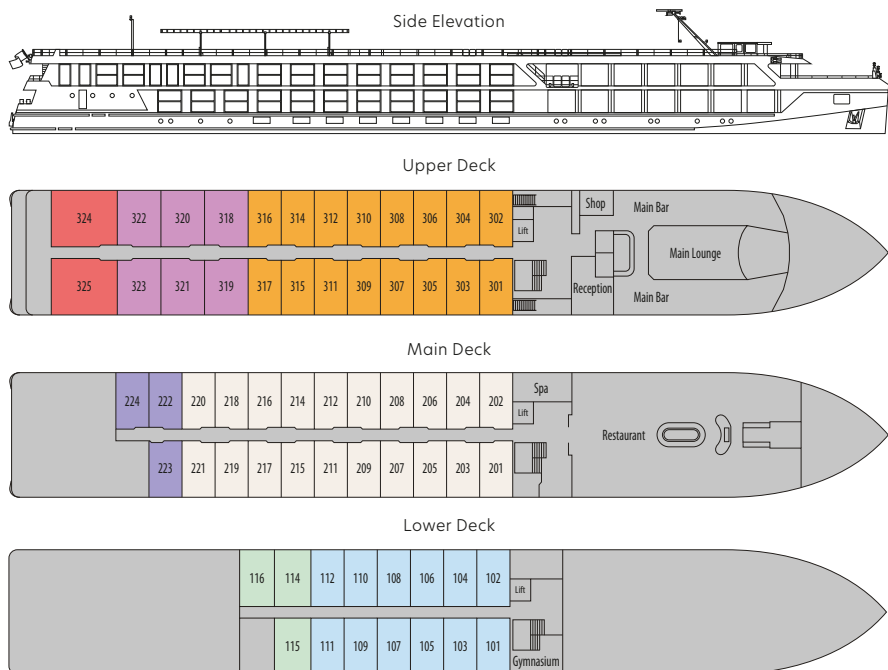 Side Elevation
Upper Deck
324 322 320 318 316 314 312 310 308 306 304 302
Lift
Shop
Main Bar
Main Lounge
Reception
Main Bar
325 323 321 319 317 315 311 309 307 305 303 301
Main Deck
224 222 220 218 216 214 212 210 208 206 204 202
Spa
Lift
Restaurant
223 221 219 217 215 211 209 207 205 203 201
Lower Deck
116 114 112 110 108 106 104 102
Lift
115 111 109 107 105 103 101
Gymnasium